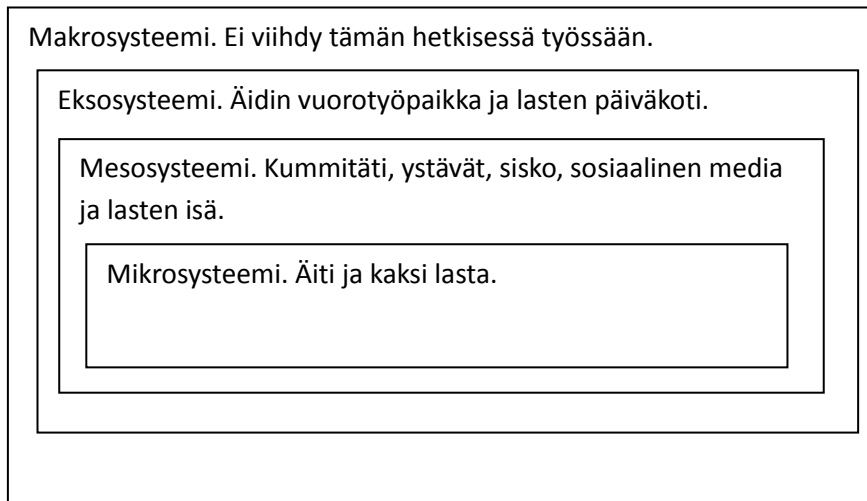 Makrosysteemi. Ei viihdy tämän hetkisessä työssään.
Eksosysteemi. Äidin vuorotyöpaikka ja lasten päiväkoti.
Mesosysteemi. Kummitäti, ystävät, sisko, sosiaalinen media
ja lasten isä.
Mikrosysteemi. Äiti ja kaksi lasta.